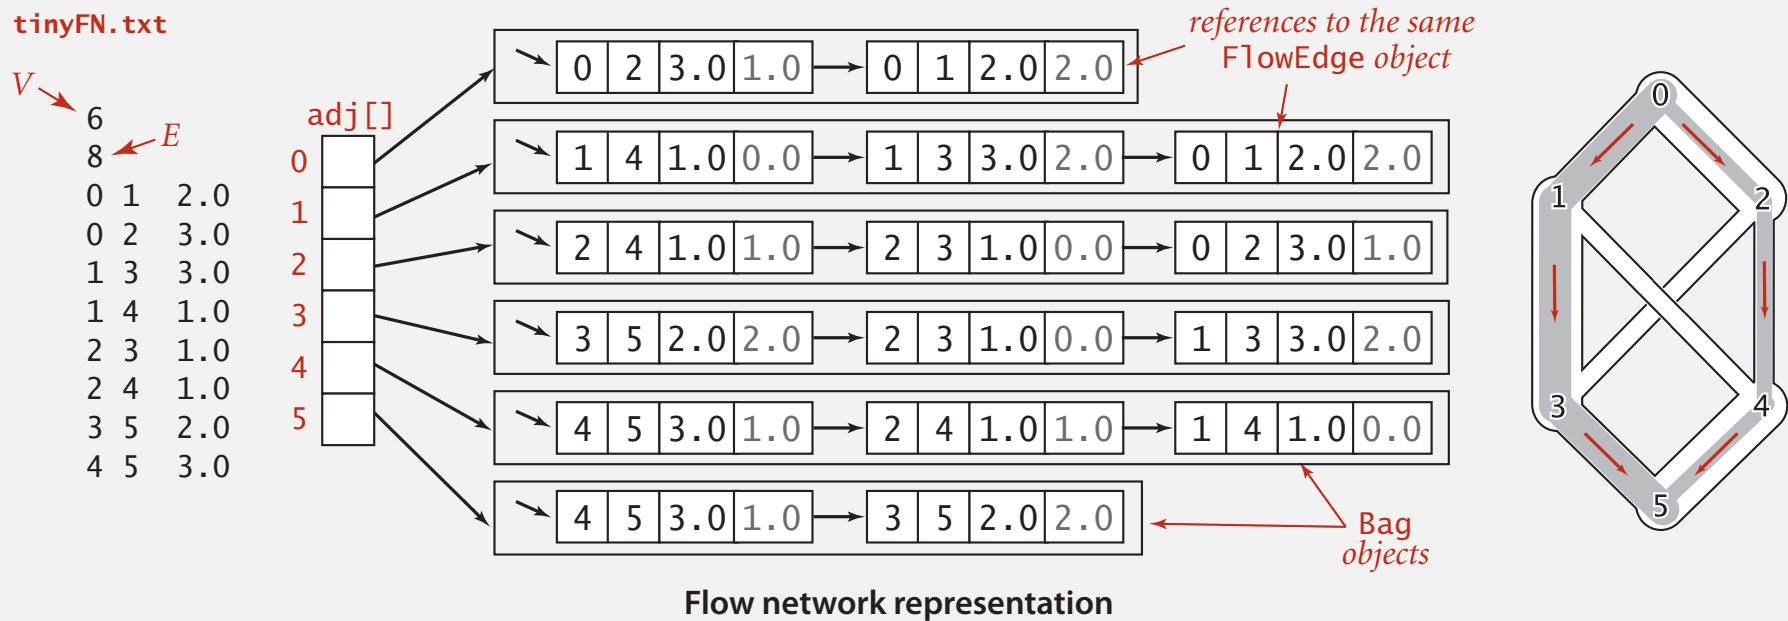 tinyFN.txt
V
6
8
E
0 1 2.0
0 2 3.0
1 3 3.0
1 4 1.0
2 3 1.0
2 4 1.0
3 5 2.0
4 5 3.0
adj[]
0
1
2
3
4
5
references to the same
FlowEdge object
0 2 3.0 1.0 0 1 2.0 2.0
1 4 1.0 0.0 1 3 3.0 2.0 0 1 2.0 2.0
2 4 1.0 1.0 2 3 1.0 0.0 0 2 3.0 1.0
3 5 2.0 2.0 2 3 1.0 0.0 1 3 3.0 2.0
4 5 3.0 1.0 2 4 1.0 1.0 1 4 1.0 0.0
4 5 3.0 1.0 3 5 2.0 2.0
Bag
objects
0
1 2
3 4
5
Flow network representation